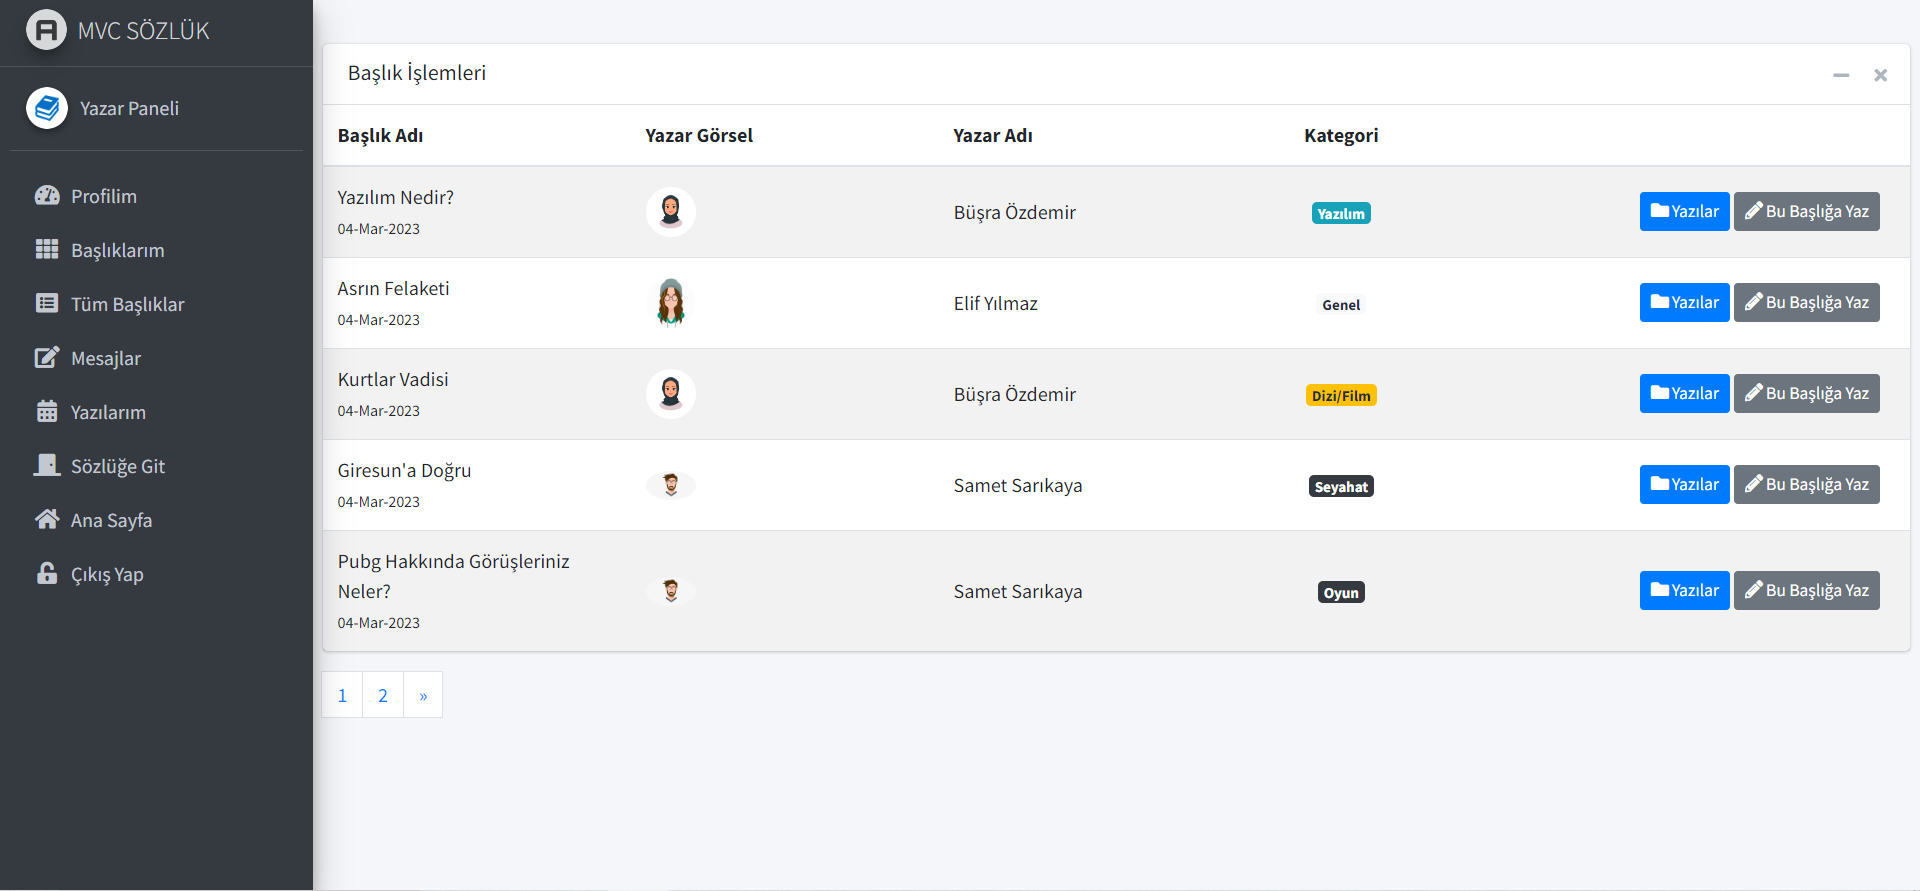 MVC SÖZLÜK
Yazar Paneli
Profilim
Başlıklarım
Tüm Başlıklar
Mesajlar
Yazılarım
Sözlüğe Git
Ana Sayfa
Çıkış Yap
Başlık İşlemleri
Başlık Adı Yazar Görsel Yazar Adı Kategori
Yazılım Nedir?
04-Mar-2023
Büşra Özdemir Yazılım Yazılar Bu Başlığa Yaz
Asrın Felaketi
04-Mar-2023
Elif Yılmaz Genel Yazılar Bu Başlığa Yaz
Kurtlar Vadisi
04-Mar-2023
Büşra Özdemir Dizi/Film Yazılar Bu Başlığa Yaz
Giresun'a Doğru
04-Mar-2023
Samet Sarıkaya Seyahat Yazılar Bu Başlığa Yaz
Pubg Hakkında Görüşleriniz
Neler?
04-Mar-2023
Samet Sarıkaya Oyun Yazılar Bu Başlığa Yaz
1 2 »